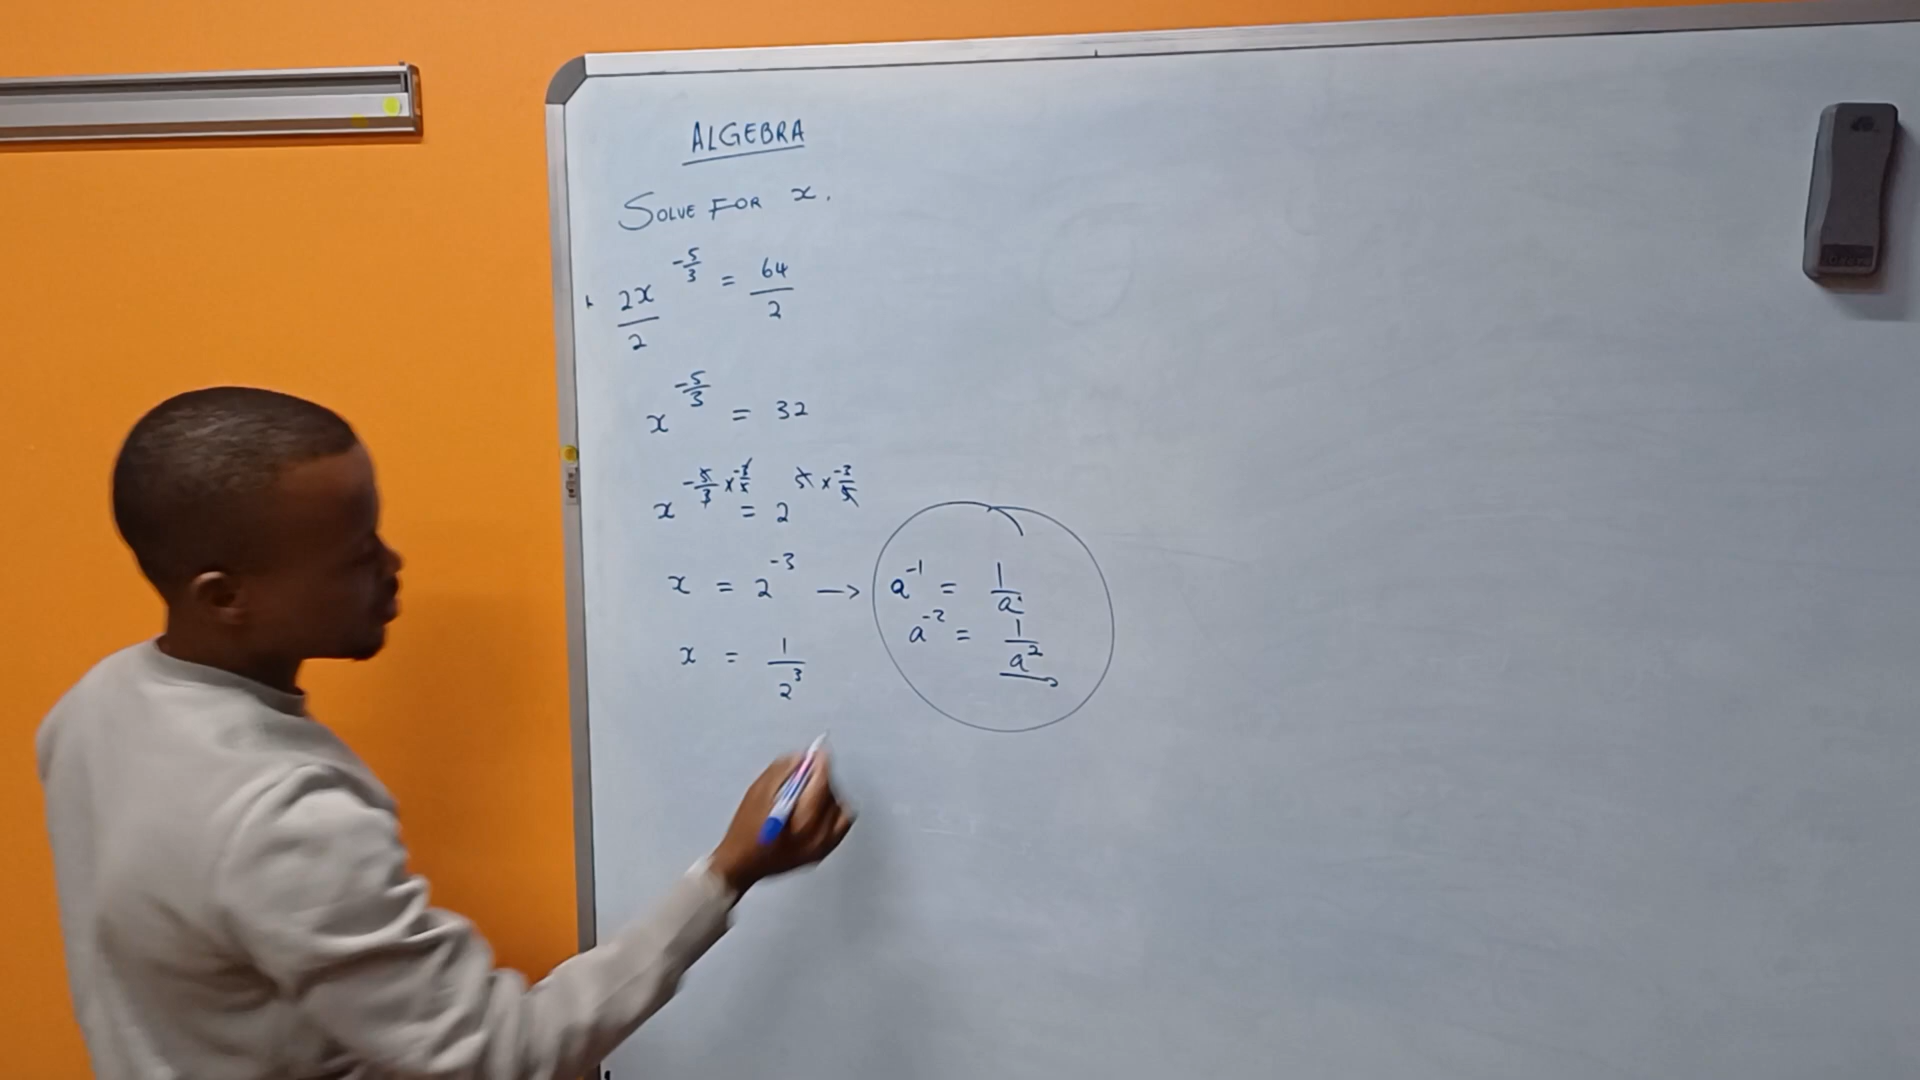 ALGEBRA
SOLVE FOR x.
2x/2 ^(-5/3) = 64/2
x^(-5/3) = 32
x^(-5/3 × -3/5) = 2^(5 × -3/5)
x = 2^(-3) → a^(-1) = 1/a^1
a^(-2) = 1/a^2
x = 1/2^3